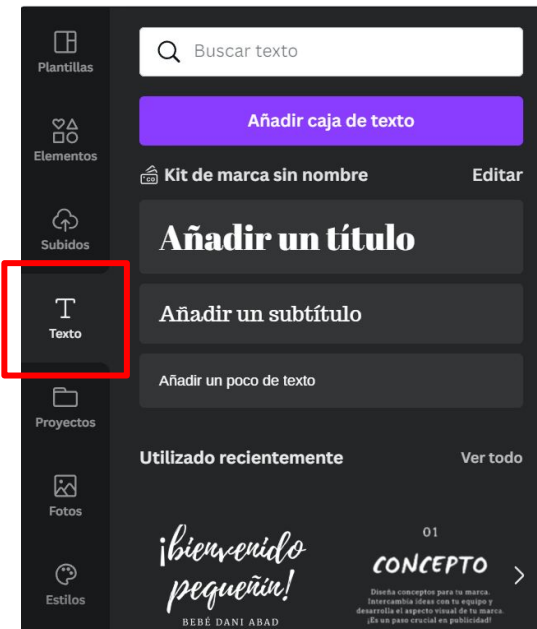 Plantillas
Elementos
Subidos
Texto
Proyectos
Fotos
Estilos
Buscar texto
Añadir caja de texto
Kit de marca sin nombre Editar
Añadir un título
Añadir un subtítulo
Añadir un poco de texto
Utilizado recientemente Ver todo
¡bienvenido
pequeñin!
BEBÉ DANI ABAD
01
CONCEPTO
Diseña conceptos para tu marca.
Intercambia ideas con tu equipo y
desarrolla el aspecto visual de tu marca.
¡Es un paso crucial en publicidad!